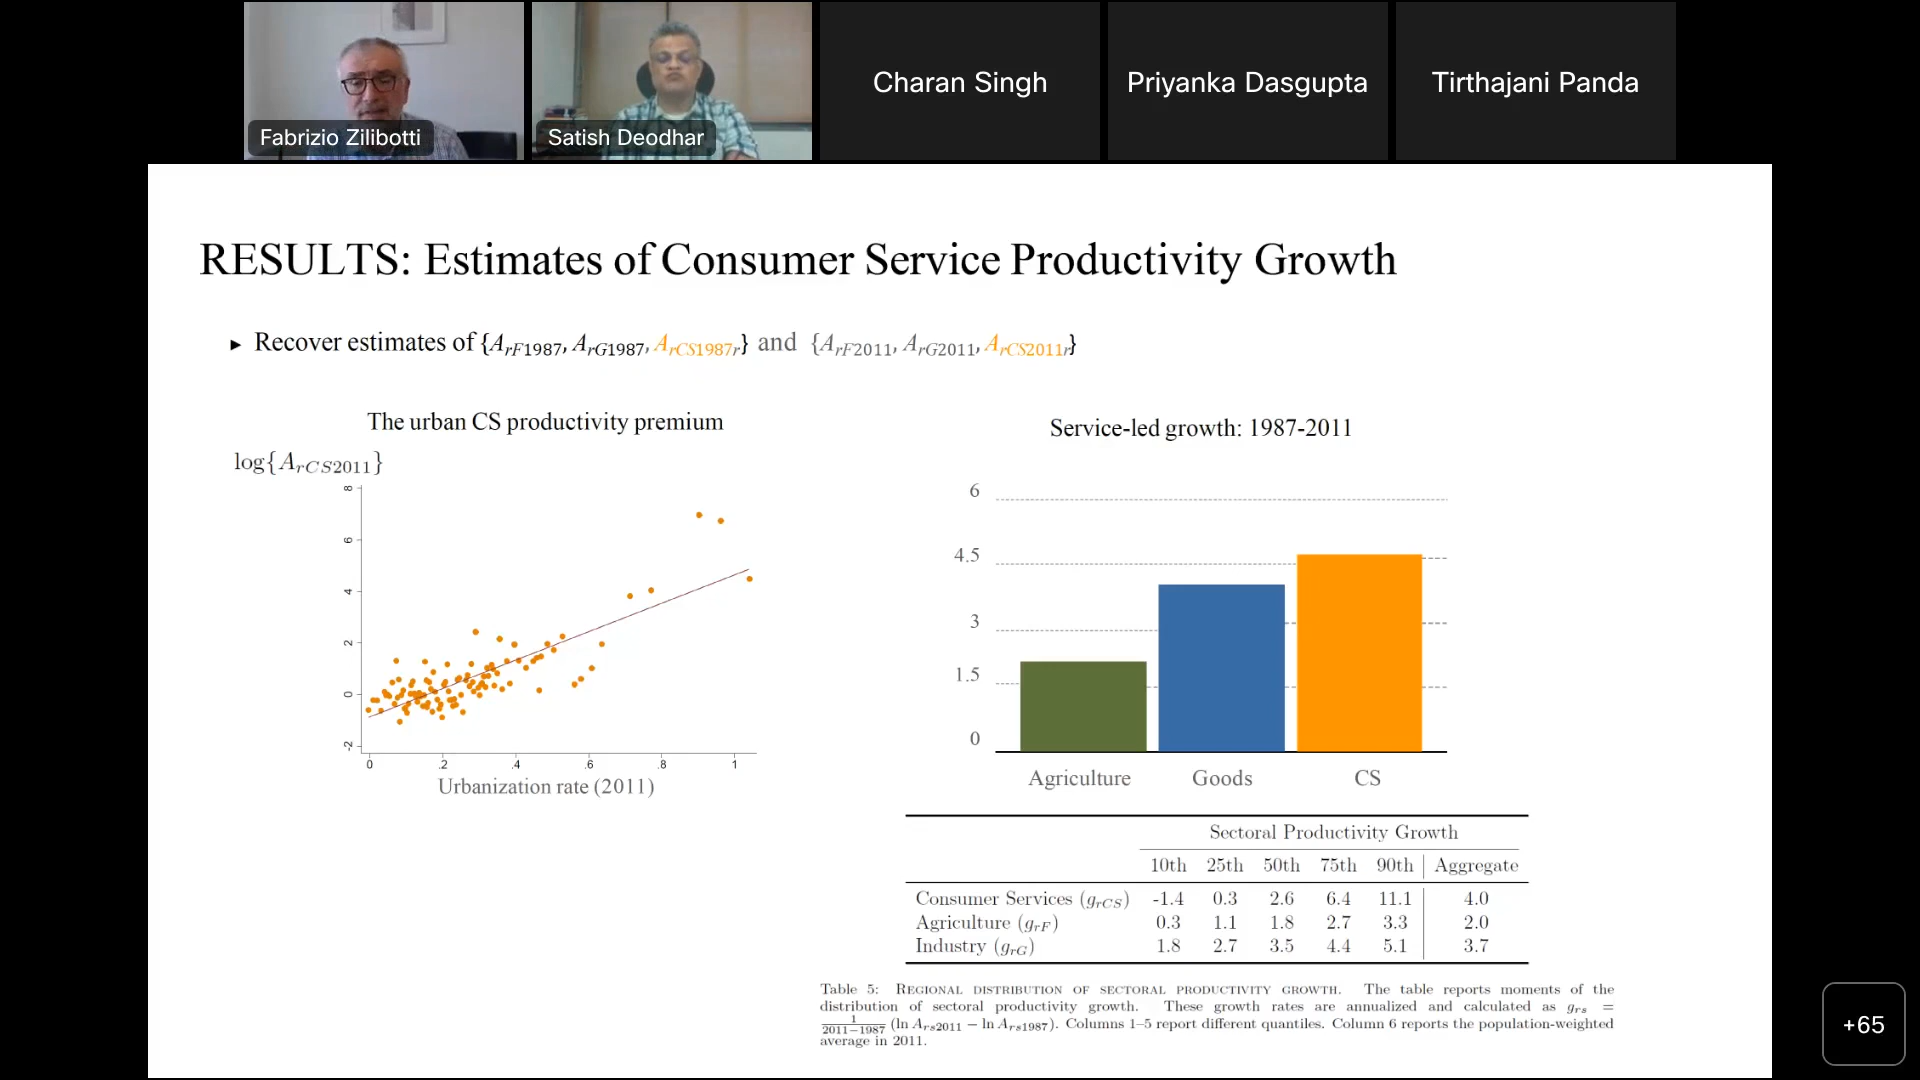 Fabrizio Zilibotti
Satish Deodhar
Charan Singh
Priyanka Dasgupta
Tirthajani Panda
RESULTS: Estimates of Consumer Service Productivity Growth
▸ Recover estimates of {A_rF1987, A_rG1987, A_rCS1987r} and {A_rF2011, A_rG2011, A_rCS2011r}
The urban CS productivity premium
log{A_rCS2011}
8
6
4
2
0
-2
0 .2 .4 .6 .8 1
Urbanization rate (2011)
Service-led growth: 1987-2011
6
4.5
3
1.5
0
Agriculture Goods CS
Sectoral Productivity Growth
10th 25th 50th 75th 90th Aggregate
Consumer Services (g_rCS) -1.4 0.3 2.6 6.4 11.1 4.0
Agriculture (g_rF) 0.3 1.1 1.8 2.7 3.3 2.0
Industry (g_rG) 1.8 2.7 3.5 4.4 5.1 3.7
Table 5: REGIONAL DISTRIBUTION OF SECTORAL PRODUCTIVITY GROWTH. The table reports moments of the
distribution of sectoral productivity growth. These growth rates are annualized and calculated as g_rs =
1/(2011−1987) (ln A_rs2011 − ln A_rs1987). Columns 1–5 report different quantiles. Column 6 reports the population-weighted
average in 2011.
+65